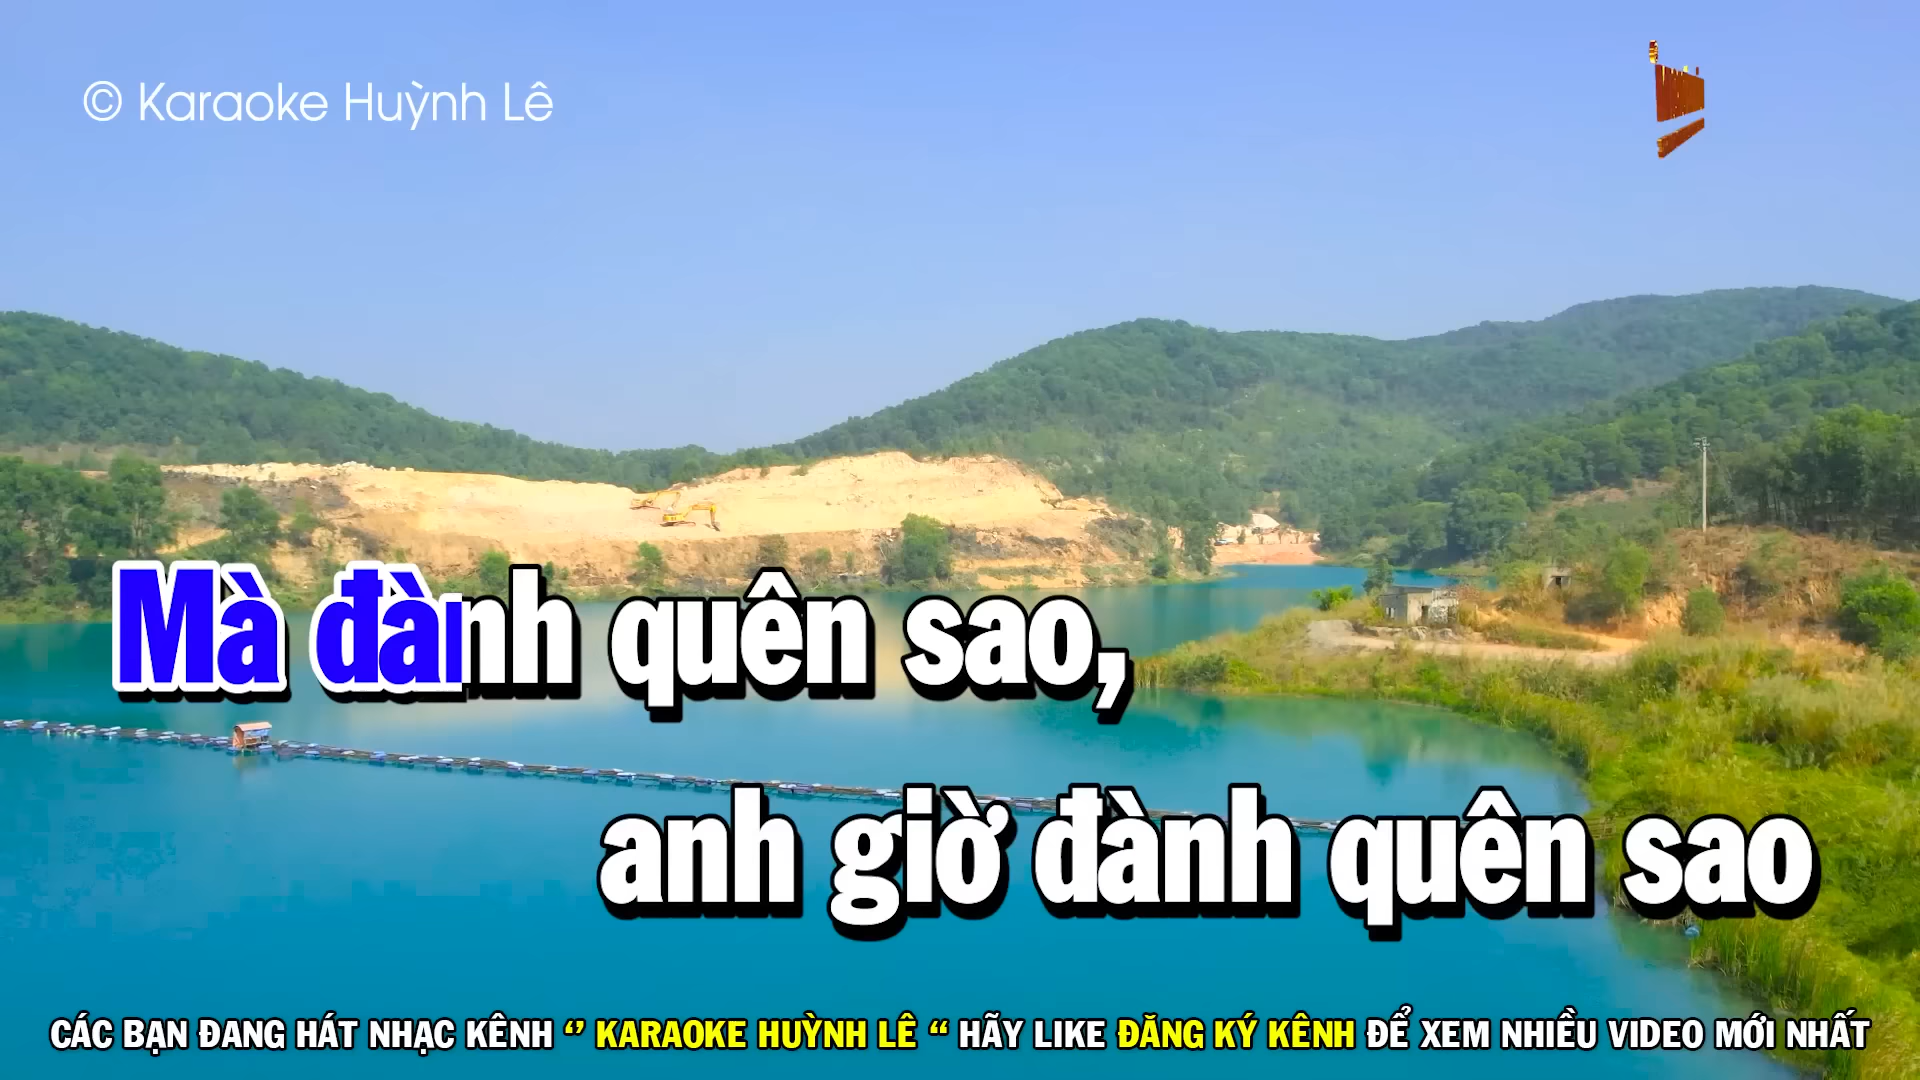 © Karaoke Huỳnh Lê
Mà đành quên sao,
anh giờ đành quên sao
CÁC BẠN ĐANG HÁT NHẠC KÊNH ‘’ KARAOKE HUỲNH LÊ “ HÃY LIKE ĐĂNG KÝ KÊNH ĐỂ XEM NHIỀU VIDEO MỚI NHẤT